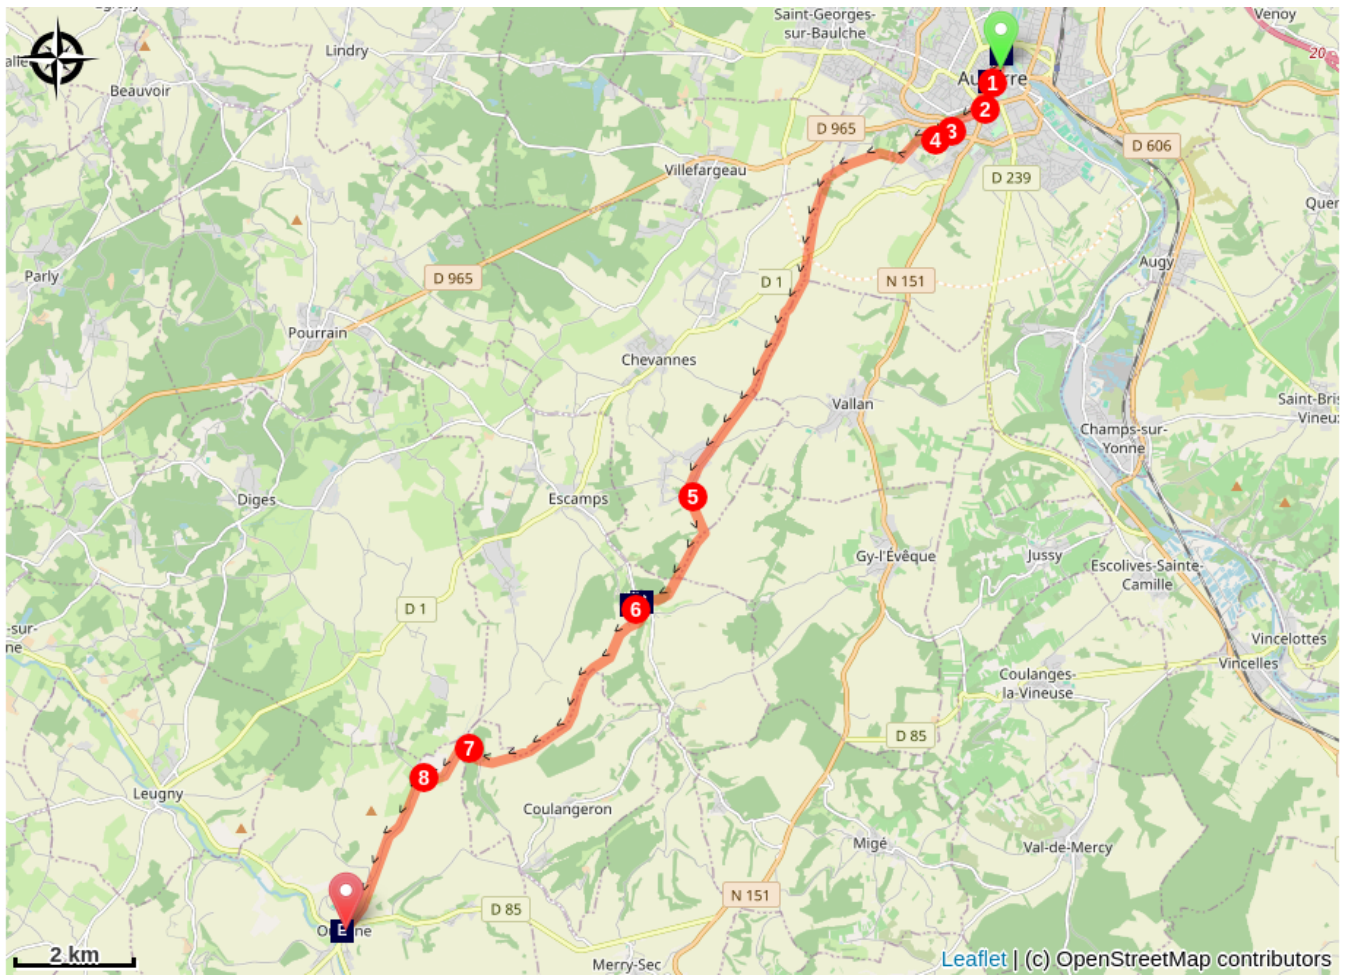 Saint-Georges-
sur-Baulche
Venoy
Lindry
20
Beauvoir
1
2
3
4
D 965
D 606
Villefargeau
D 239
Parly
Augy
D 965
D 1
N 151
Pourrain
Chevannes
Vallan
Saint-Bris
Champs-sur-
Yonne
Diges
Escamps
5
Gy-l'Évêque
Jussy
Escolives-Sainte-
Camille
D 1
6
-sur-
ne
Vincelottes
Vincelles
Coulanges-
la-Vineuse
D 85
7
8
Leugny
Coulangeron
Migé
Val-de-Mercy
N 151
D 85
E
2 km
Merry-Sec
Leaflet | (c) OpenStreetMap contributors